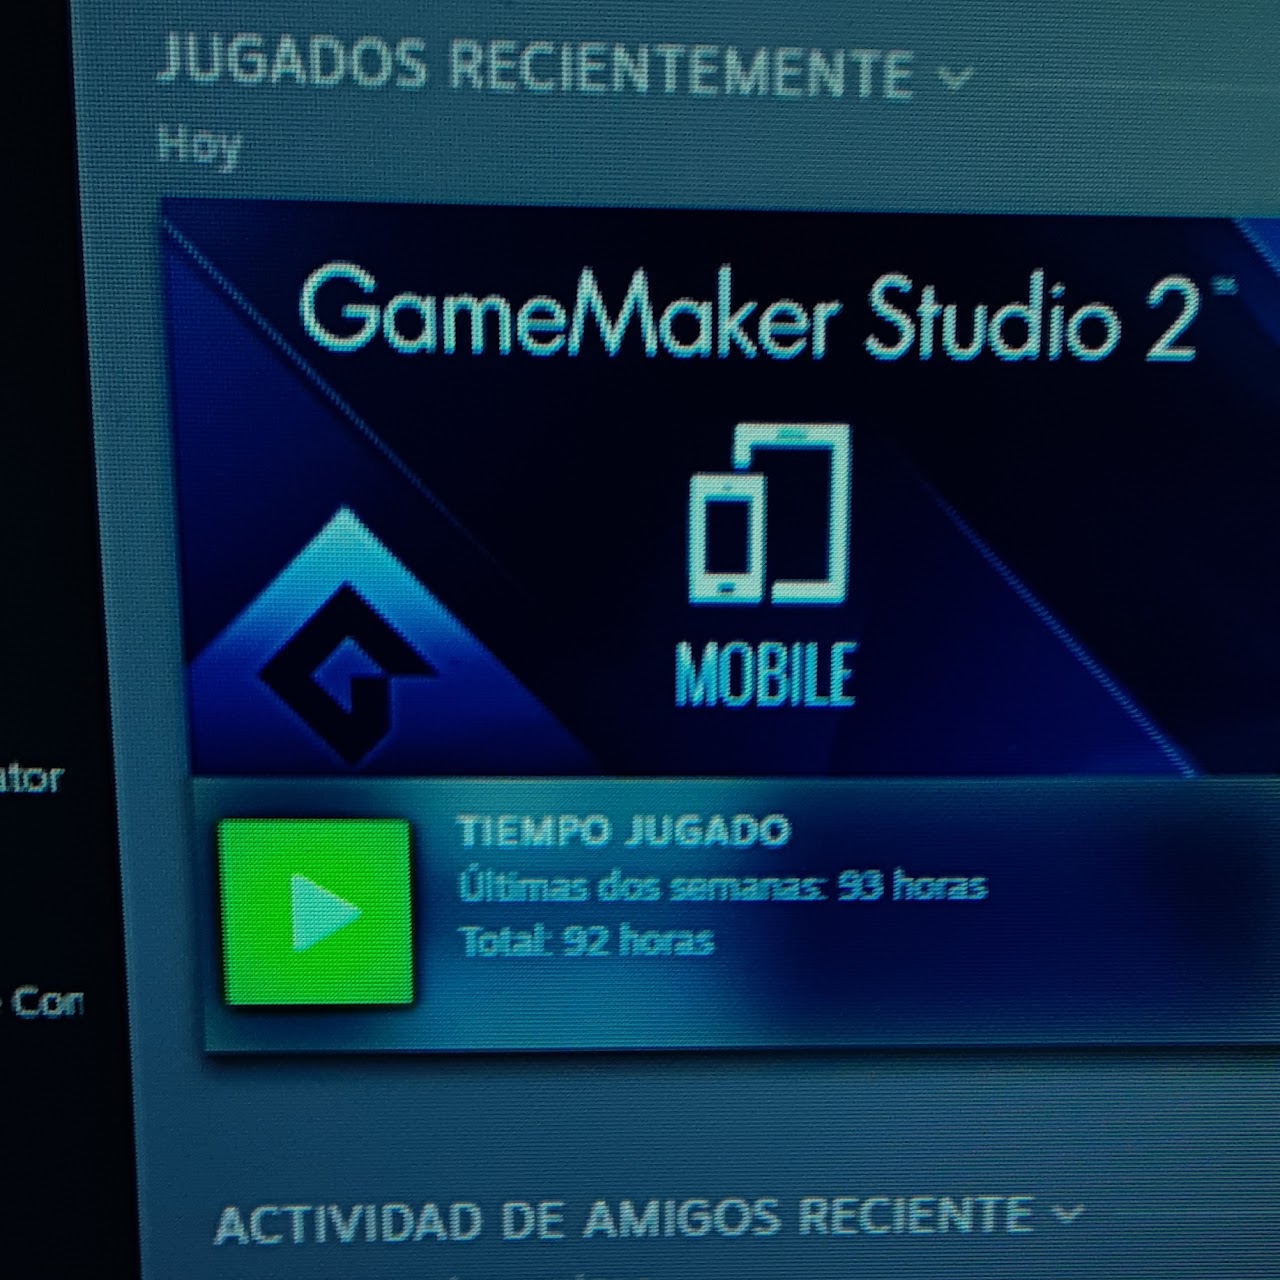 JUGADOS RECIENTEMENTE
Hoy
GameMaker Studio 2™
MOBILE
ator
TIEMPO JUGADO
Últimas dos semanas: 93 horas
Total: 92 horas
Con
ACTIVIDAD DE AMIGOS RECIENTE